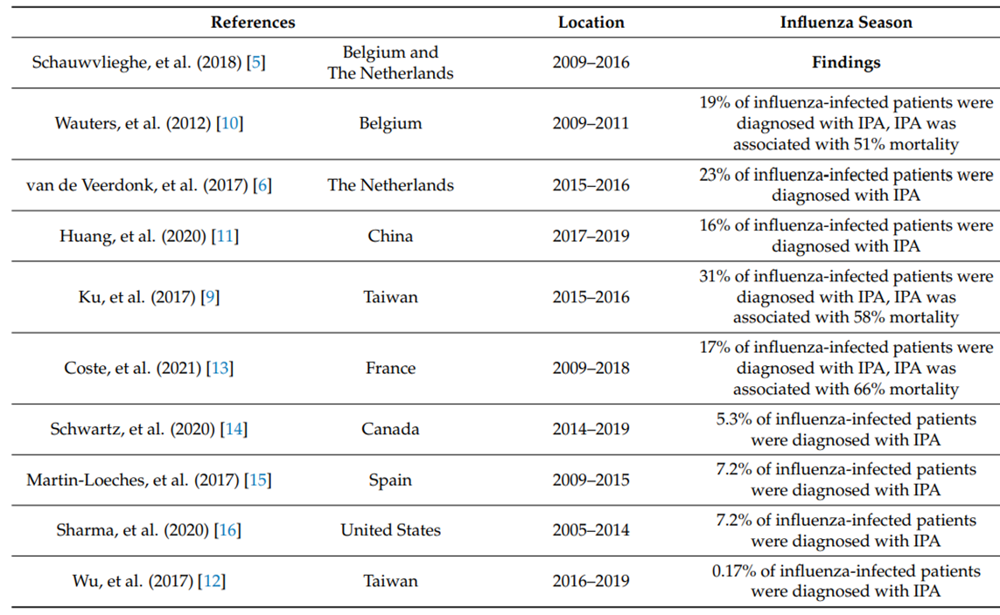 References Location Influenza Season
Schauwvlieghe, et al. (2018) [5] Belgium and The Netherlands 2009–2016 Findings
Wauters, et al. (2012) [10] Belgium 2009–2011 19% of influenza-infected patients were
diagnosed with IPA, IPA was
associated with 51% mortality
van de Veerdonk, et al. (2017) [6] The Netherlands 2015–2016 23% of influenza-infected patients were
diagnosed with IPA
Huang, et al. (2020) [11] China 2017–2019 16% of influenza-infected patients were
diagnosed with IPA
Ku, et al. (2017) [9] Taiwan 2015–2016 31% of influenza-infected patients were
diagnosed with IPA, IPA was
associated with 58% mortality
Coste, et al. (2021) [13] France 2009–2018 17% of influenza-infected patients were
diagnosed with IPA, IPA was
associated with 66% mortality
Schwartz, et al. (2020) [14] Canada 2014–2019 5.3% of influenza-infected patients
were diagnosed with IPA
Martin-Loeches, et al. (2017) [15] Spain 2009–2015 7.2% of influenza-infected patients
were diagnosed with IPA
Sharma, et al. (2020) [16] United States 2005–2014 7.2% of influenza-infected patients
were diagnosed with IPA
Wu, et al. (2017) [12] Taiwan 2016–2019 0.17% of influenza-infected patients
were diagnosed with IPA